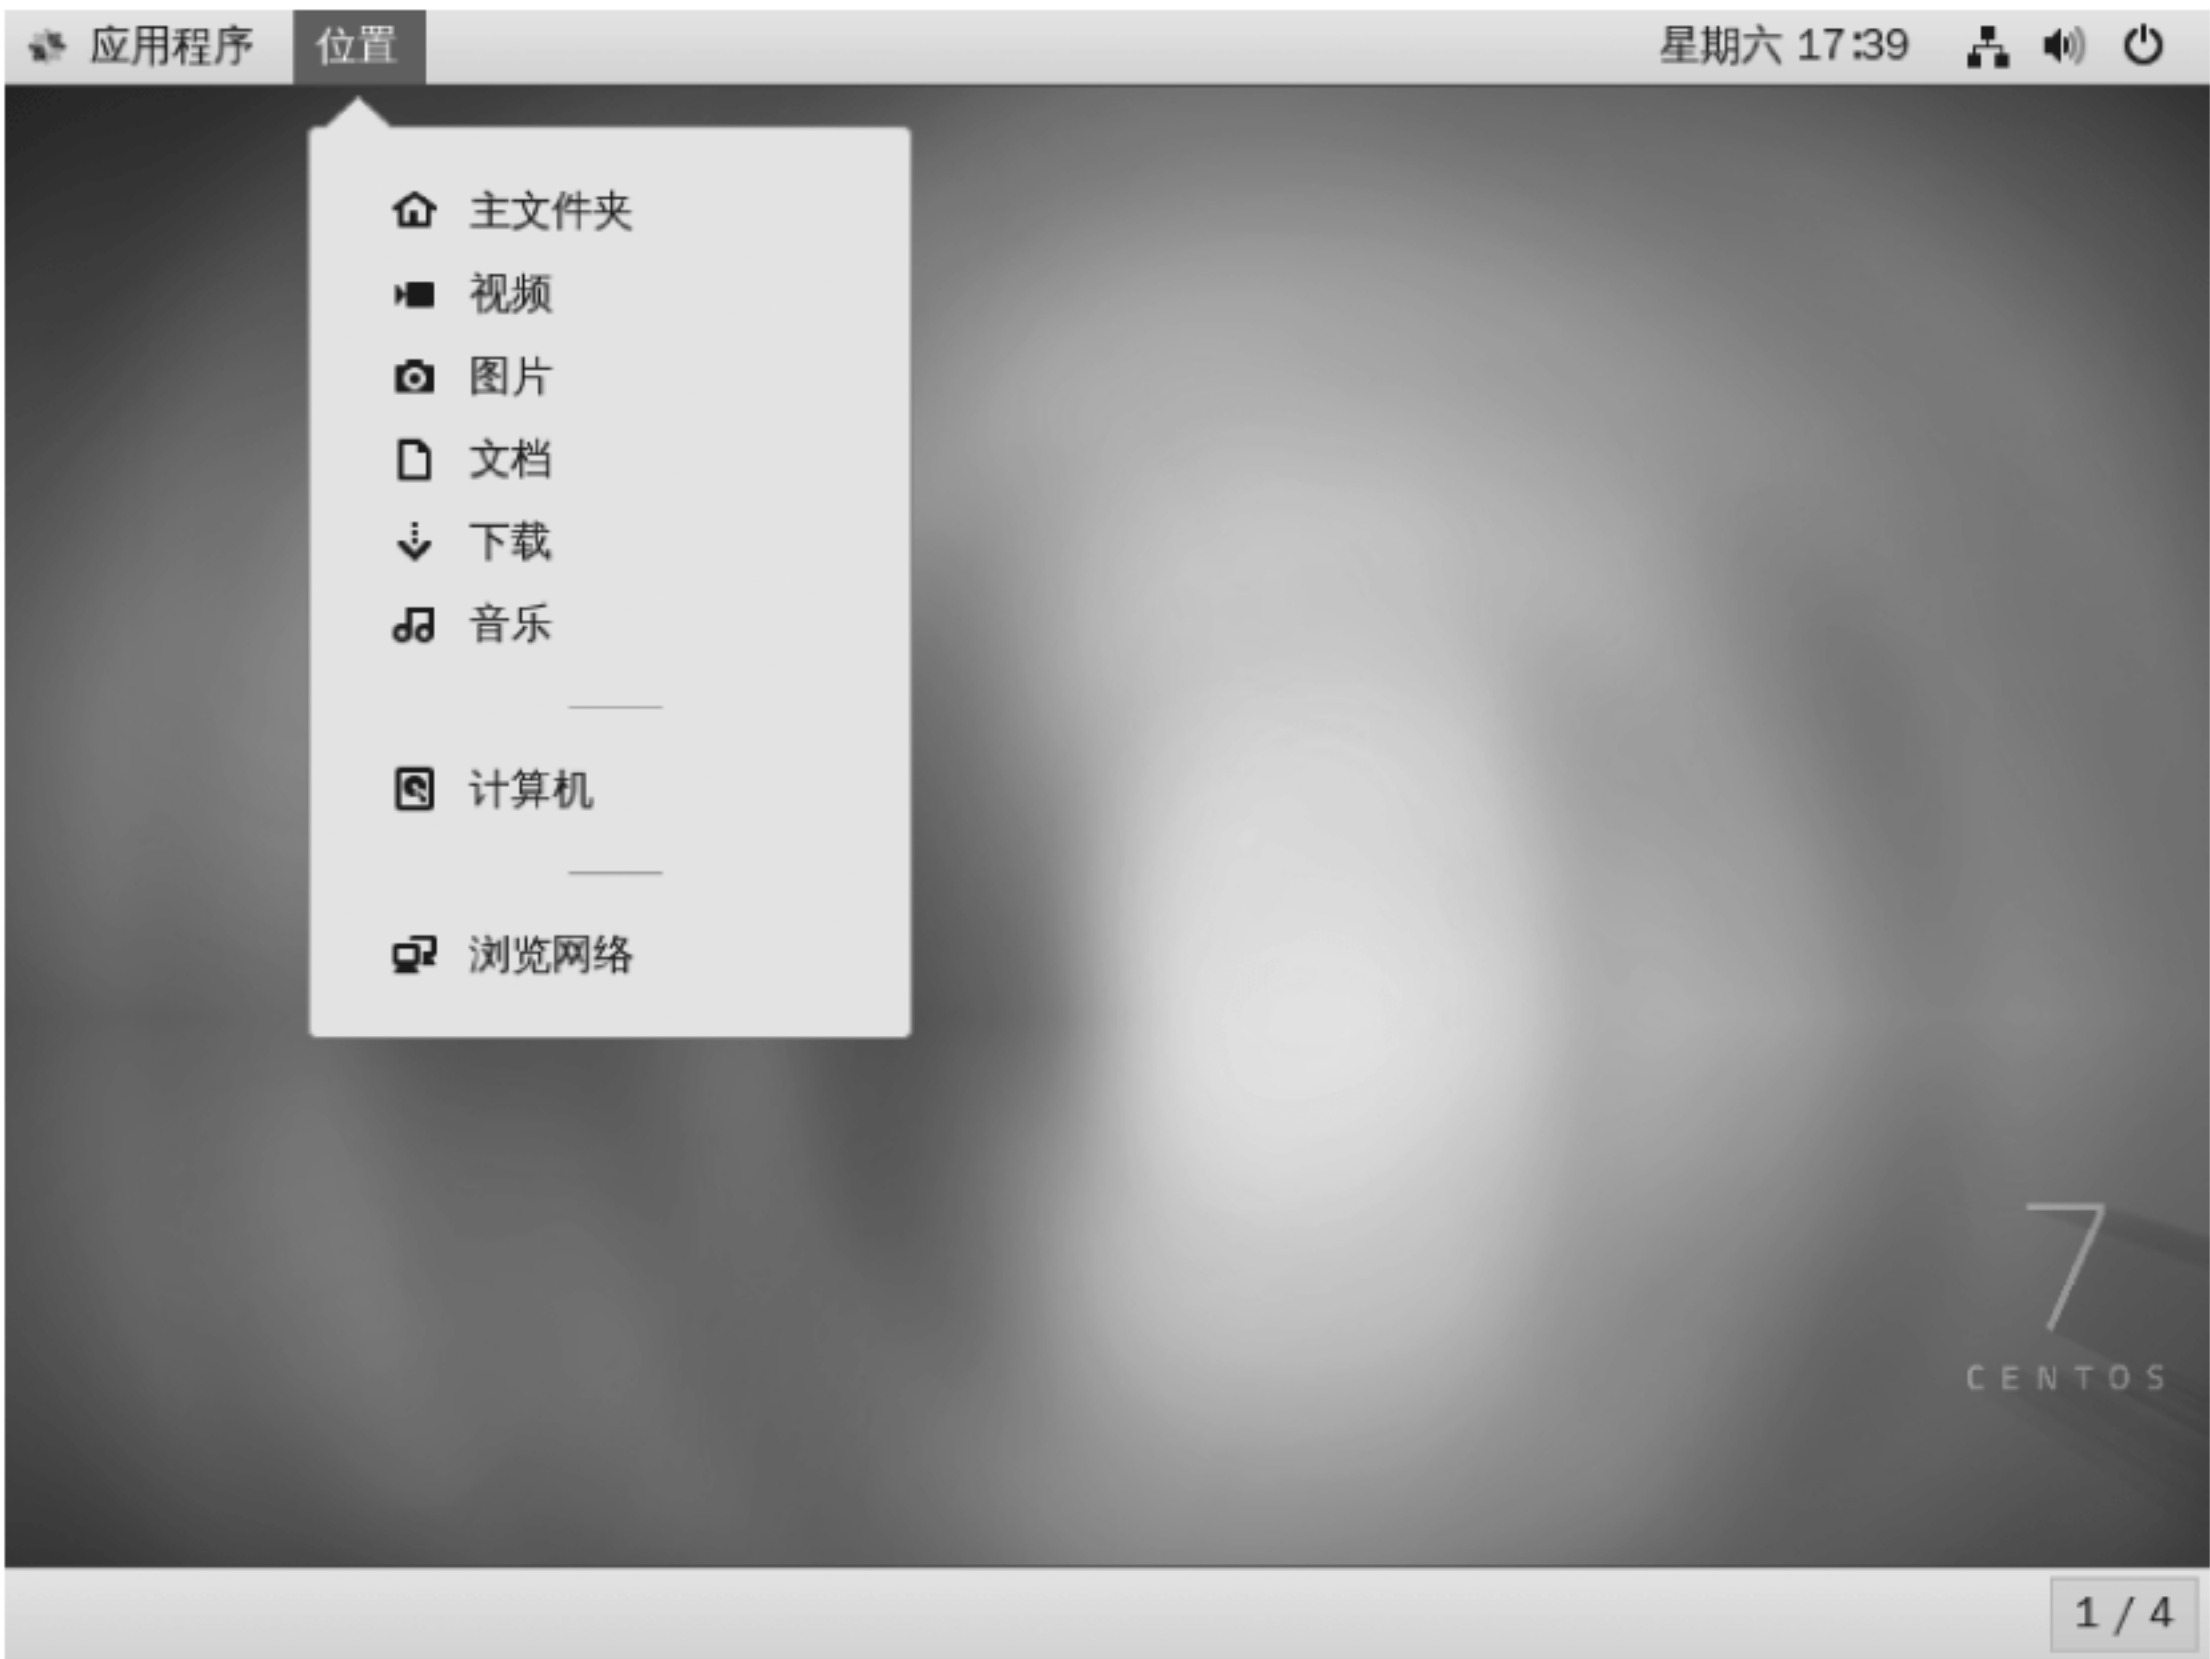 应用程序 位置 星期六 17:39
主文件夹
视频
图片
文档
下载
音乐
计算机
浏览网络
7
CENTOS
1 / 4